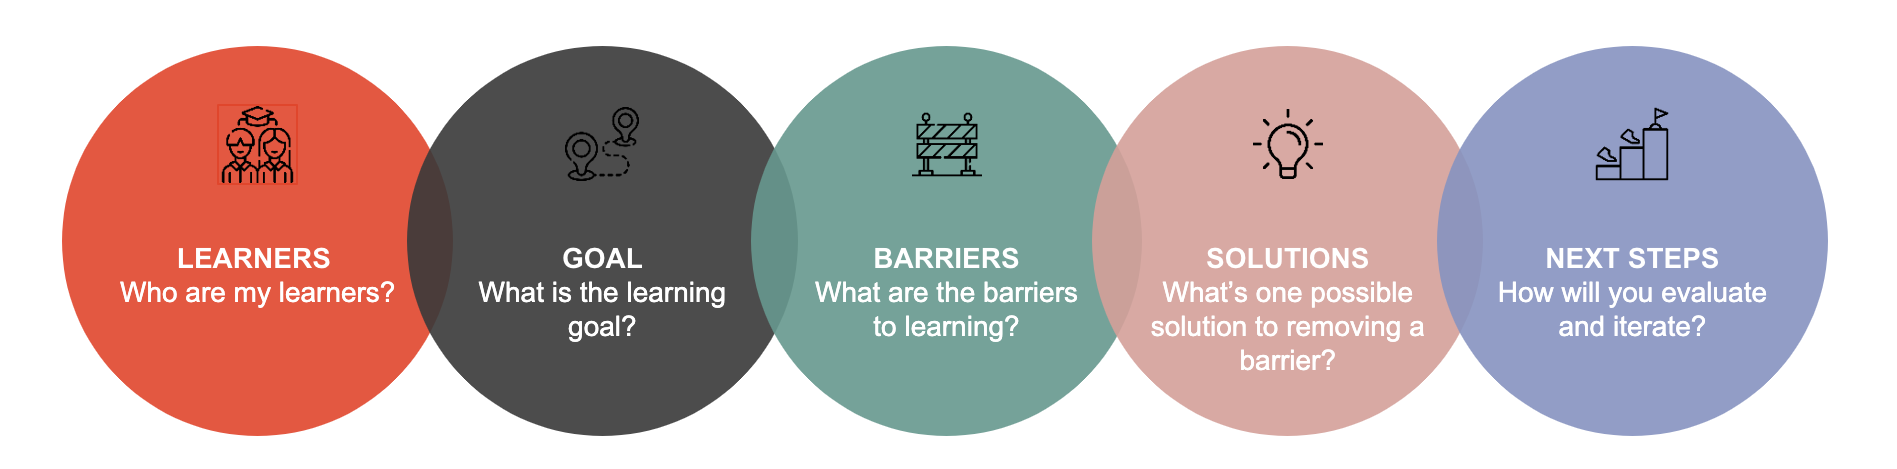 LEARNERS
Who are my learners?
GOAL
What is the learning
goal?
BARRIERS
What are the barriers
to learning?
SOLUTIONS
What’s one possible
solution to removing a
barrier?
NEXT STEPS
How will you evaluate
and iterate?